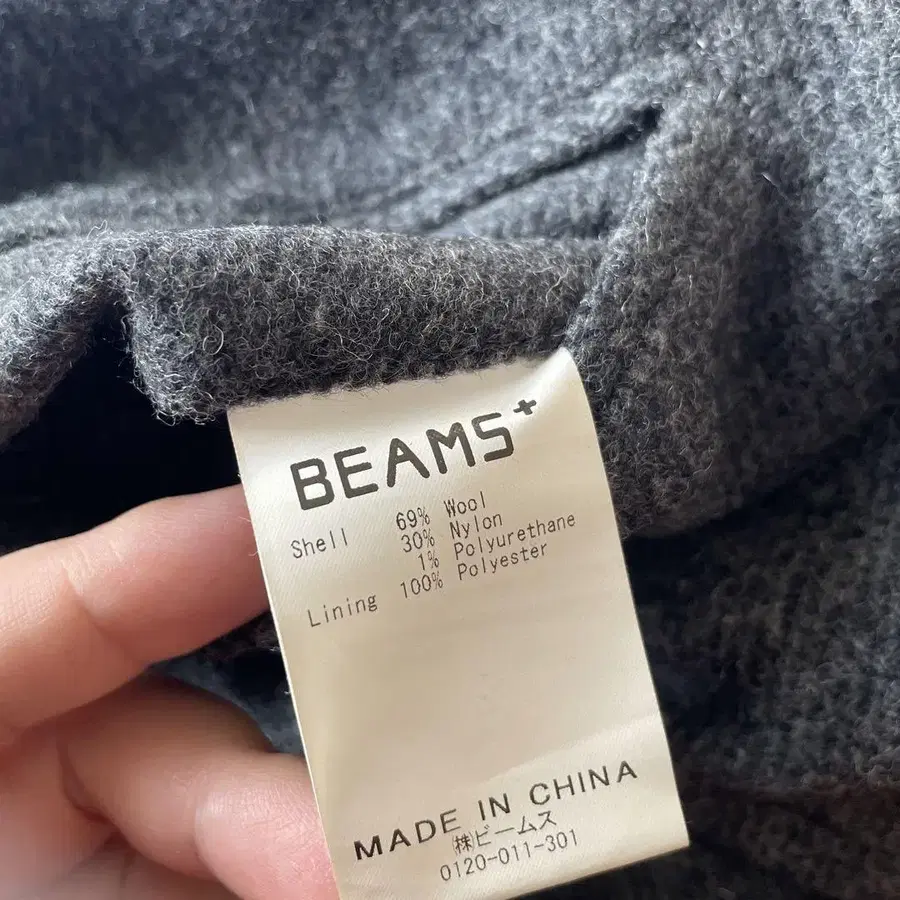 BEAMS+
Shell 69% Wool
30% Nylon
1% Polyurethane
Lining 100% Polyester
MADE IN CHINA
㈱ビームス
0120-011-301